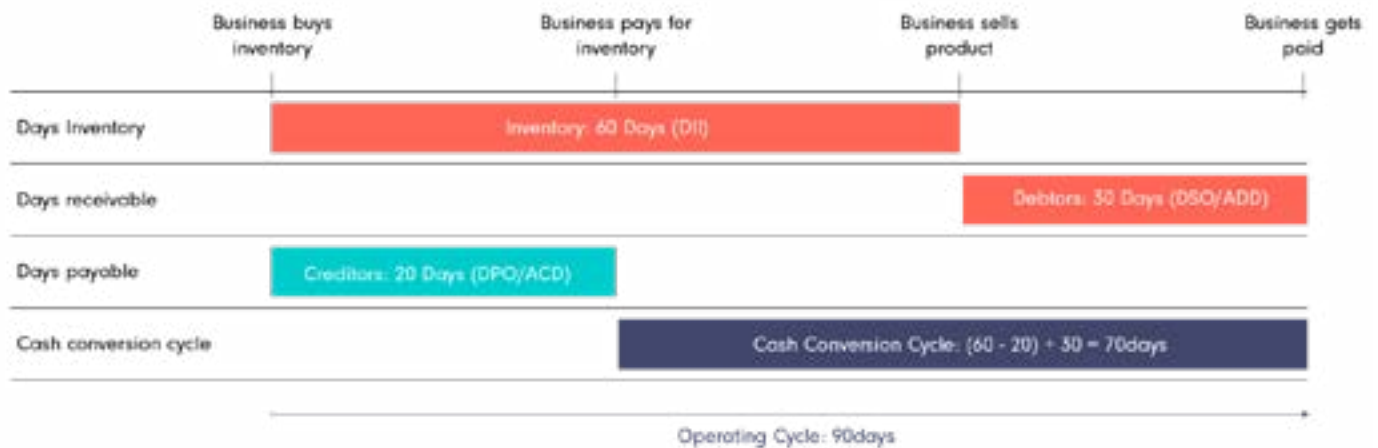 Business buys
inventory
Business pays for
inventory
Business sells
product
Business gets
paid
Days Inventory
Inventory: 60 Days (DII)
Days receivable
Debtors: 30 Days (DSO/ADD)
Days payable
Creditors: 20 Days (DPO/ACD)
Cash conversion cycle
Cash Conversion Cycle: (60 - 20) + 30 = 70days
Operating Cycle: 90days